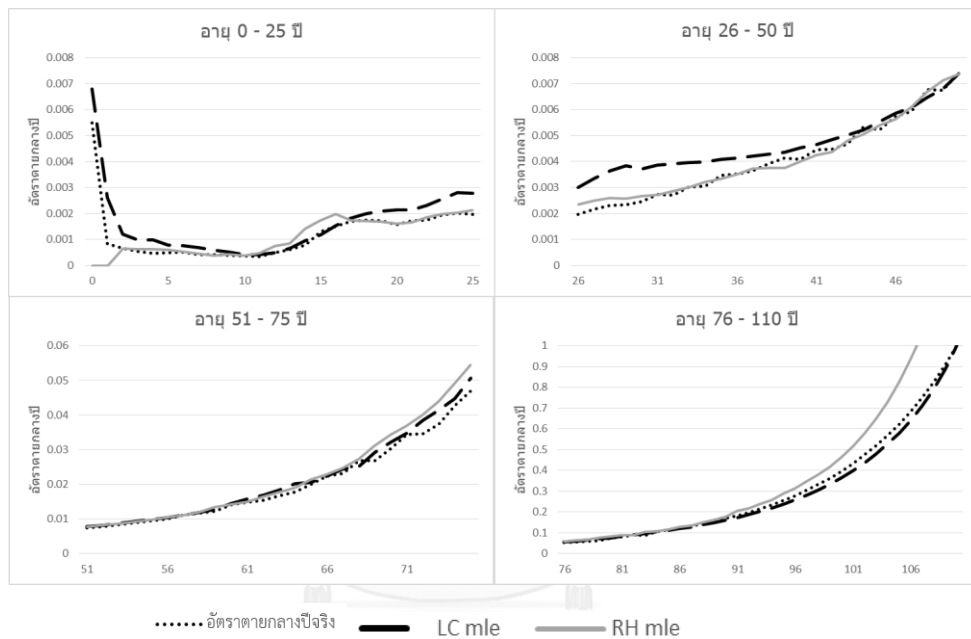 อายุ 0 - 25 ปี
อัตราตายกลางปี
0.008
0.007
0.006
0.005
0.004
0.003
0.002
0.001
0
0 5 10 15 20 25
อายุ 26 - 50 ปี
อัตราตายกลางปี
0.008
0.007
0.006
0.005
0.004
0.003
0.002
0.001
0
26 31 36 41 46
อายุ 51 - 75 ปี
อัตราตายกลางปี
0.06
0.05
0.04
0.03
0.02
0.01
0
51 56 61 66 71
อายุ 76 - 110 ปี
อัตราตายกลางปี
1
0.9
0.8
0.7
0.6
0.5
0.4
0.3
0.2
0.1
0
76 81 86 91 96 101 106
อัตราตายกลางปีจริง LC mle RH mle